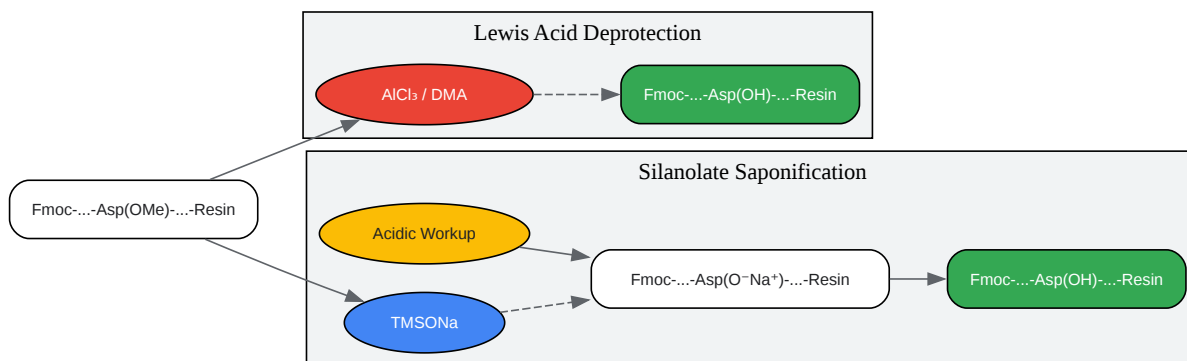 Lewis Acid Deprotection
AlCl₃ / DMA
Fmoc-...-Asp(OH)-...-Resin
Fmoc-...-Asp(OMe)-...-Resin
Silanolate Saponification
Acidic Workup
TMSONa
Fmoc-...-Asp(O⁻Na⁺)-...-Resin
Fmoc-...-Asp(OH)-...-Resin